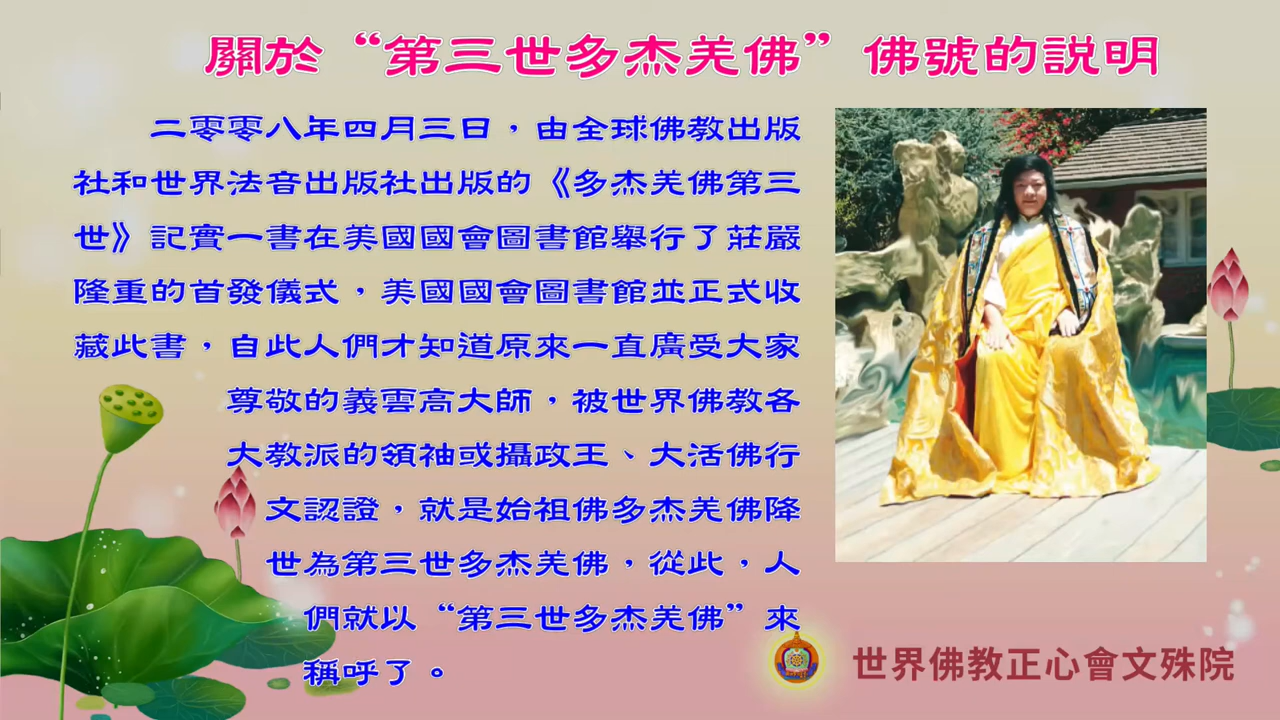 關於“第三世多杰羌佛”佛號的説明
二零零八年四月三日，由全球佛教出版
社和世界法音出版社出版的《多杰羌佛第三
世》記實一書在美國國會圖書館舉行了莊嚴
隆重的首發儀式，美國國會圖書館並正式收
藏此書，自此人們才知道原來一直廣受大家
尊敬的義雲高大師，被世界佛教各
大教派的領袖或攝政王、大活佛行
文認證，就是始祖佛多杰羌佛降
世為第三世多杰羌佛，從此，人
們就以“第三世多杰羌佛”來
稱呼了。
世界佛教正心會文殊院